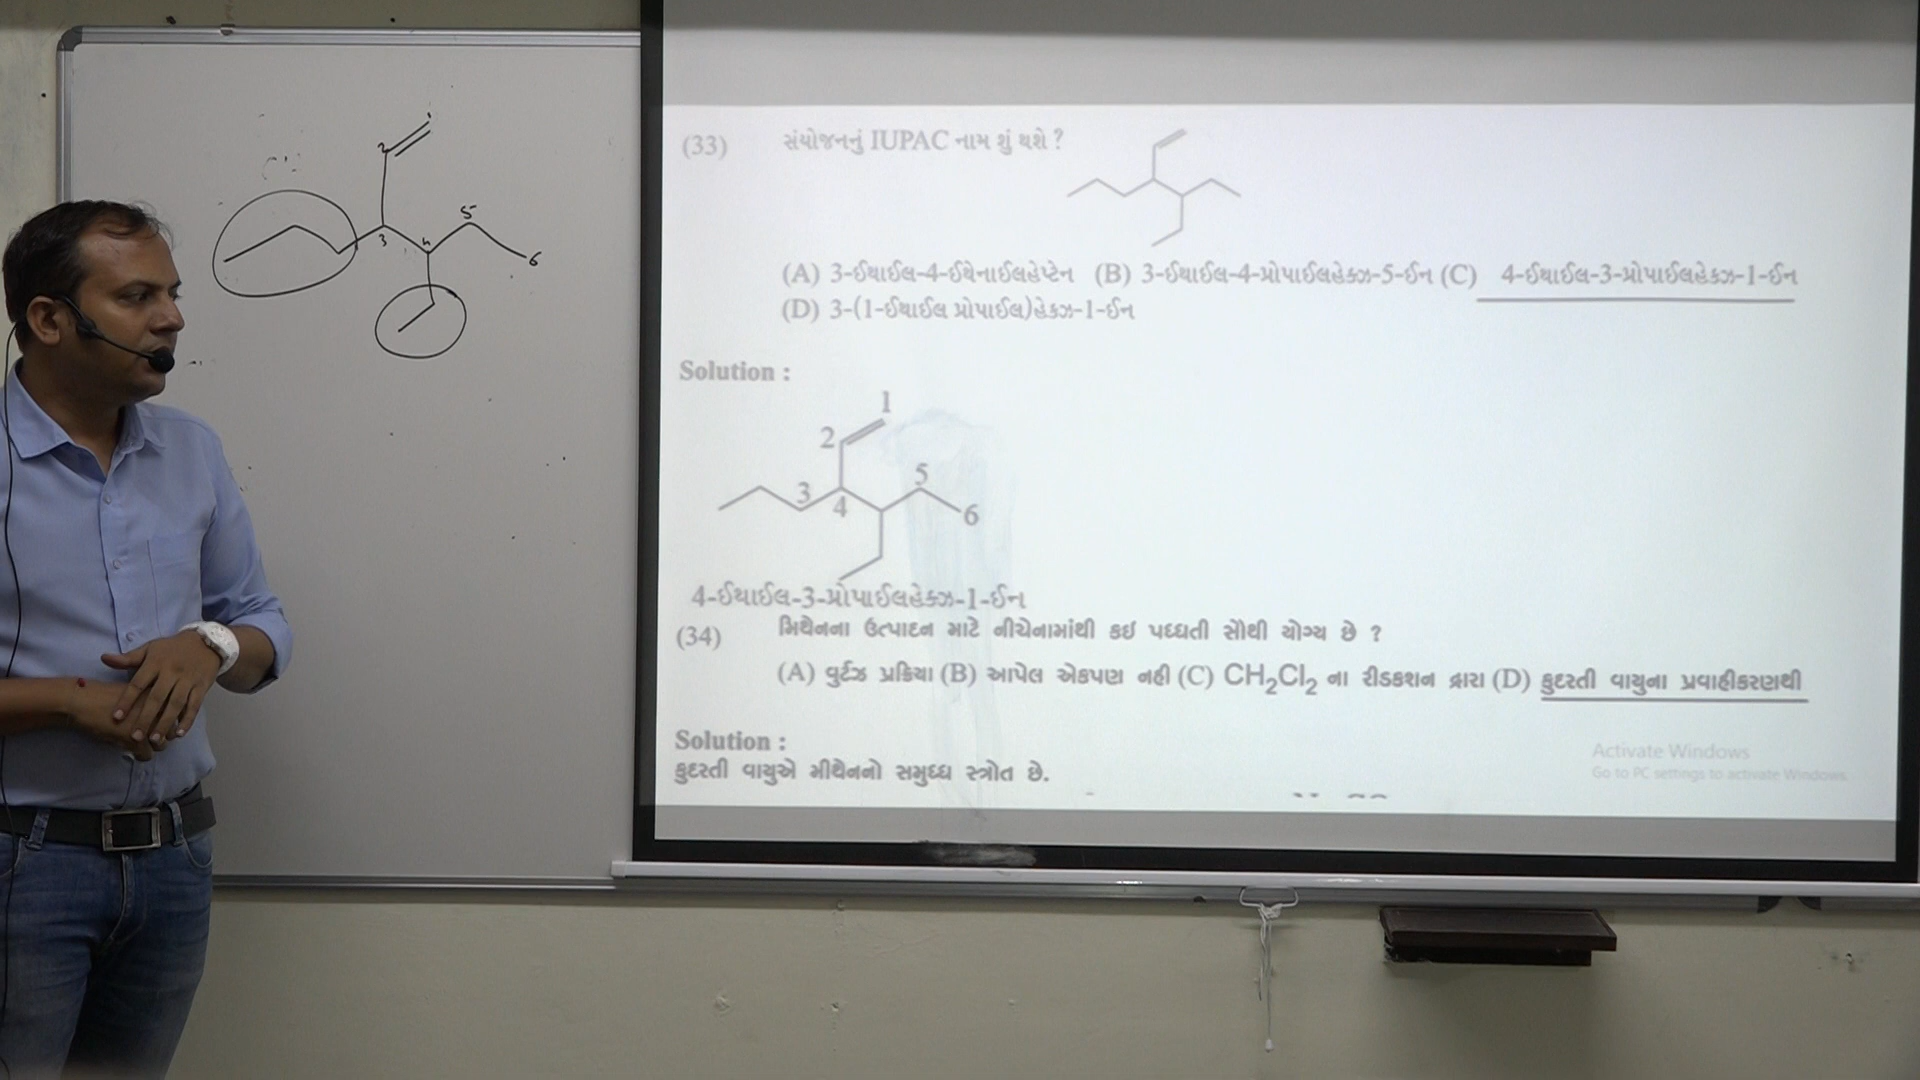 1
2
3
4
5
6
(33) સંયોજનનું IUPAC નામ શું થશે ?
(A) 3-ઈથાઈલ-4-ઈથેનાઈલહેપ્ટેન (B) 3-ઈથાઈલ-4-પ્રોપાઈલહેક્ઝ-5-ઈન (C) 4-ઈથાઈલ-3-પ્રોપાઈલહેક્ઝ-1-ઈન
(D) 3-(1-ઈથાઈલ પ્રોપાઈલ)હેક્ઝ-1-ઈન
Solution :
1
2
3
4
5
6
4-ઈથાઈલ-3-પ્રોપાઈલહેક્ઝ-1-ઈન
(34) મિથેનના ઉત્પાદન માટે નીચેનામાંથી કઈ પધ્ધતી સૌથી યોગ્ય છે ?
(A) વુર્ટઝ પ્રક્રિયા (B) આપેલ એકપણ નહી (C) CH₂Cl₂ ના રીડકશન દ્વારા (D) કુદરતી વાયુના પ્રવાહીકરણથી
Solution :
કુદરતી વાયુએ મીથેનનો સમુધ્ધ સ્ત્રોત છે.
Activate Windows
Go to PC settings to activate Windows.